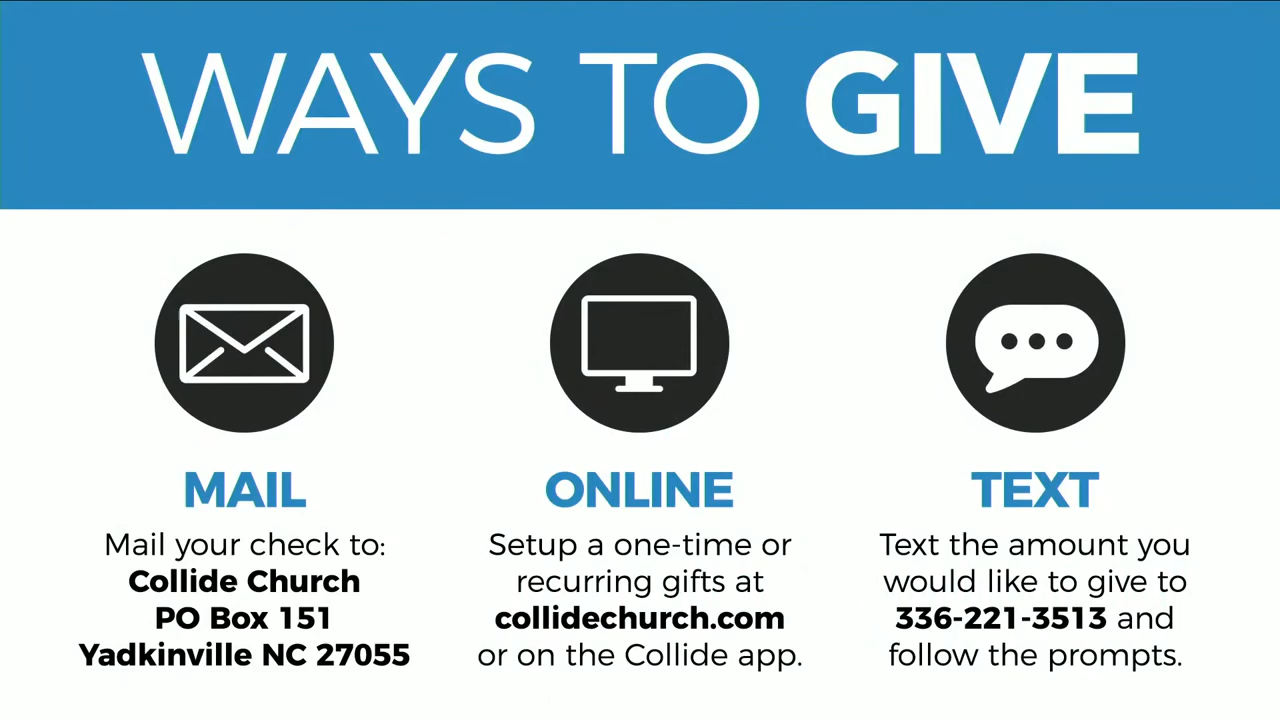 WAYS TO GIVE
MAIL
Mail your check to:
Collide Church
PO Box 151
Yadkinville NC 27055
ONLINE
Setup a one-time or
recurring gifts at
collidechurch.com
or on the Collide app.
TEXT
Text the amount you
would like to give to
336-221-3513 and
follow the prompts.